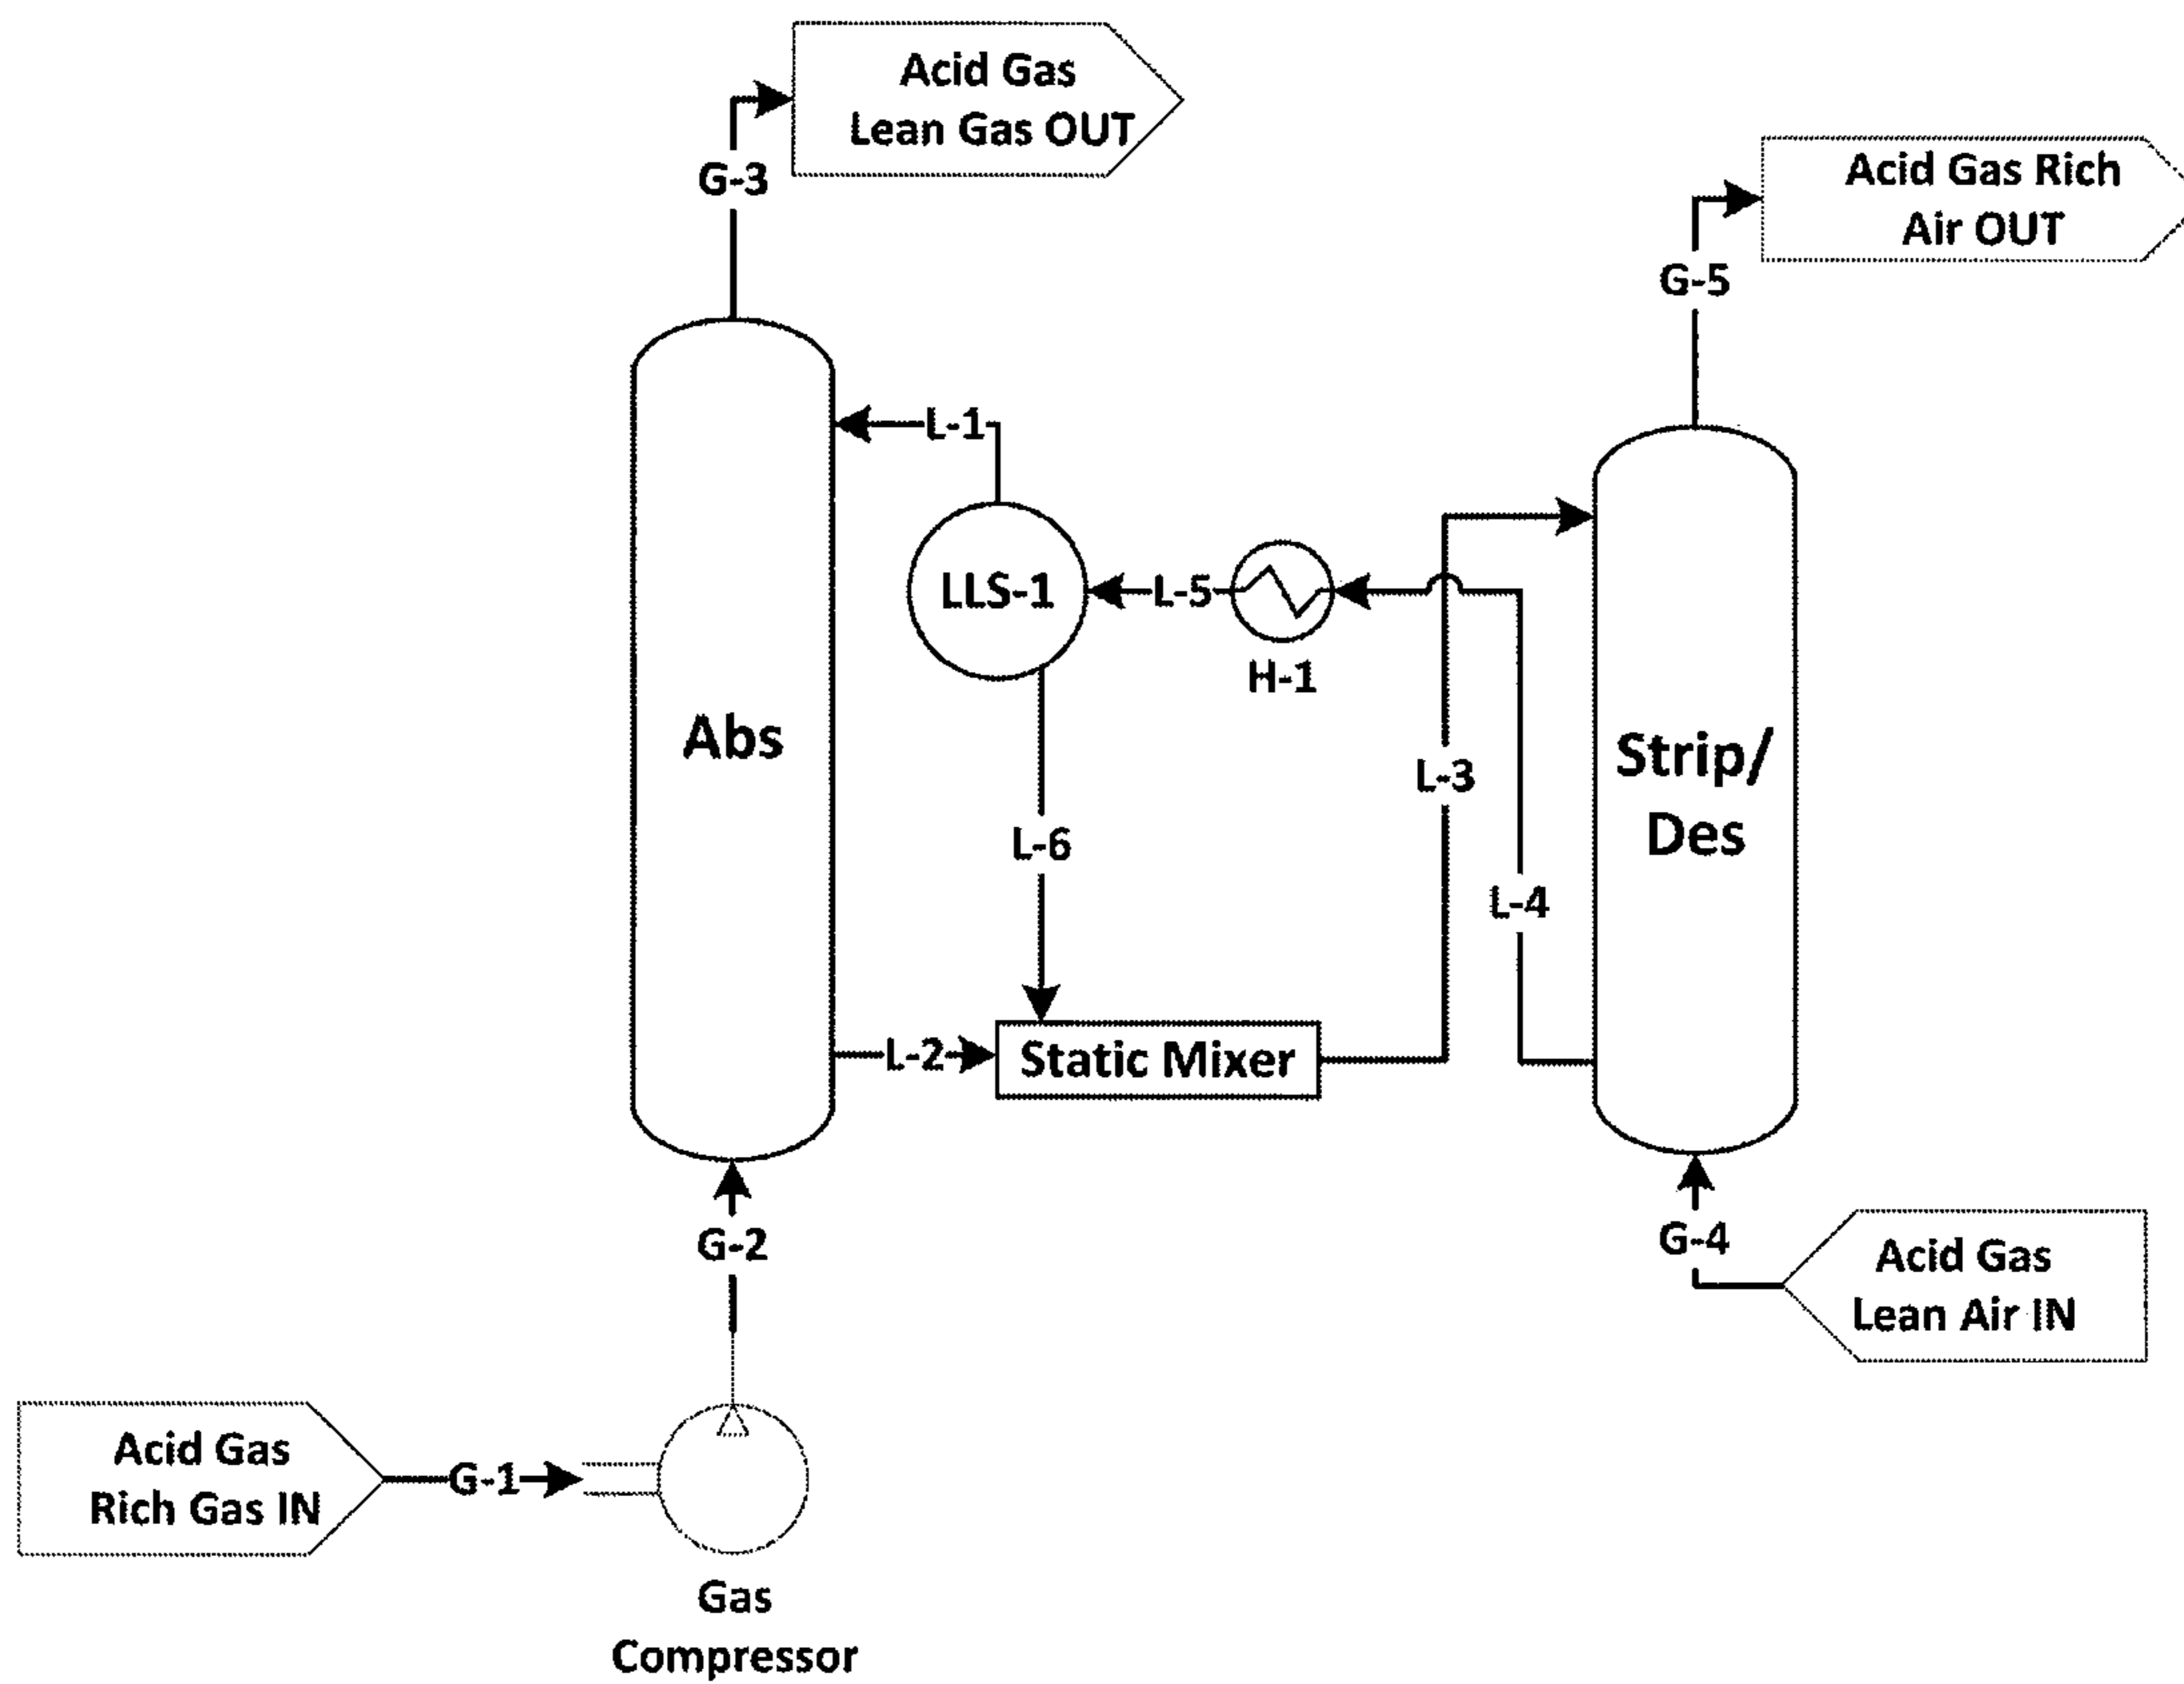 Acid Gas
Lean Gas OUT
G-3
Acid Gas Rich
Air OUT
G-5
L-1
LLS-1
L-5
H-1
Abs
L-6
L-3
Strip/
Des
L-4
L-2
Static Mixer
G-2
G-4
Acid Gas
Lean Air IN
Acid Gas
Rich Gas IN
G-1
Gas
Compressor